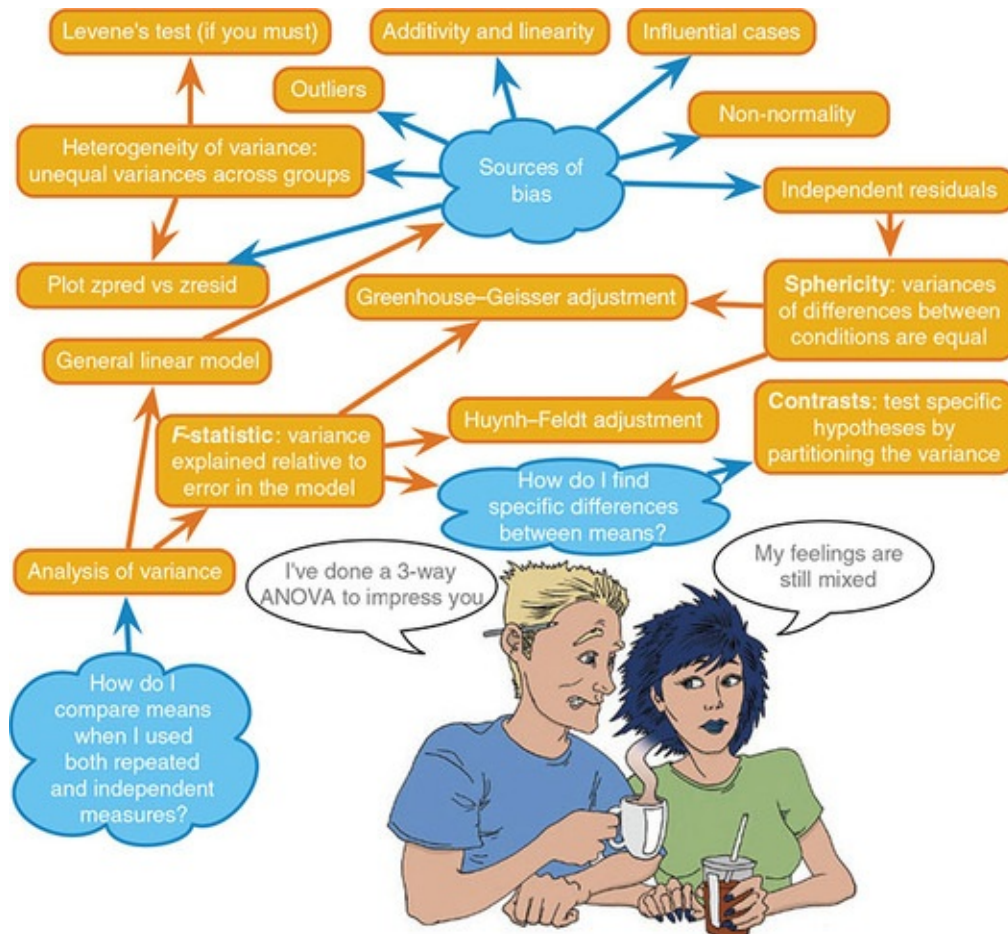 Levene's test (if you must)
Additivity and linearity
Influential cases
Outliers
Non-normality
Heterogeneity of variance:
unequal variances across groups
Sources of
bias
Independent residuals
Plot zpred vs zresid
Greenhouse–Geisser adjustment
Sphericity: variances
of differences between
conditions are equal
General linear model
F-statistic: variance
explained relative to
error in the model
Huynh–Feldt adjustment
Contrasts: test specific
hypotheses by
partitioning the variance
How do I find
specific differences
between means?
Analysis of variance
I've done a 3-way
ANOVA to impress you
My feelings are
still mixed
How do I
compare means
when I used
both repeated
and independent
measures?